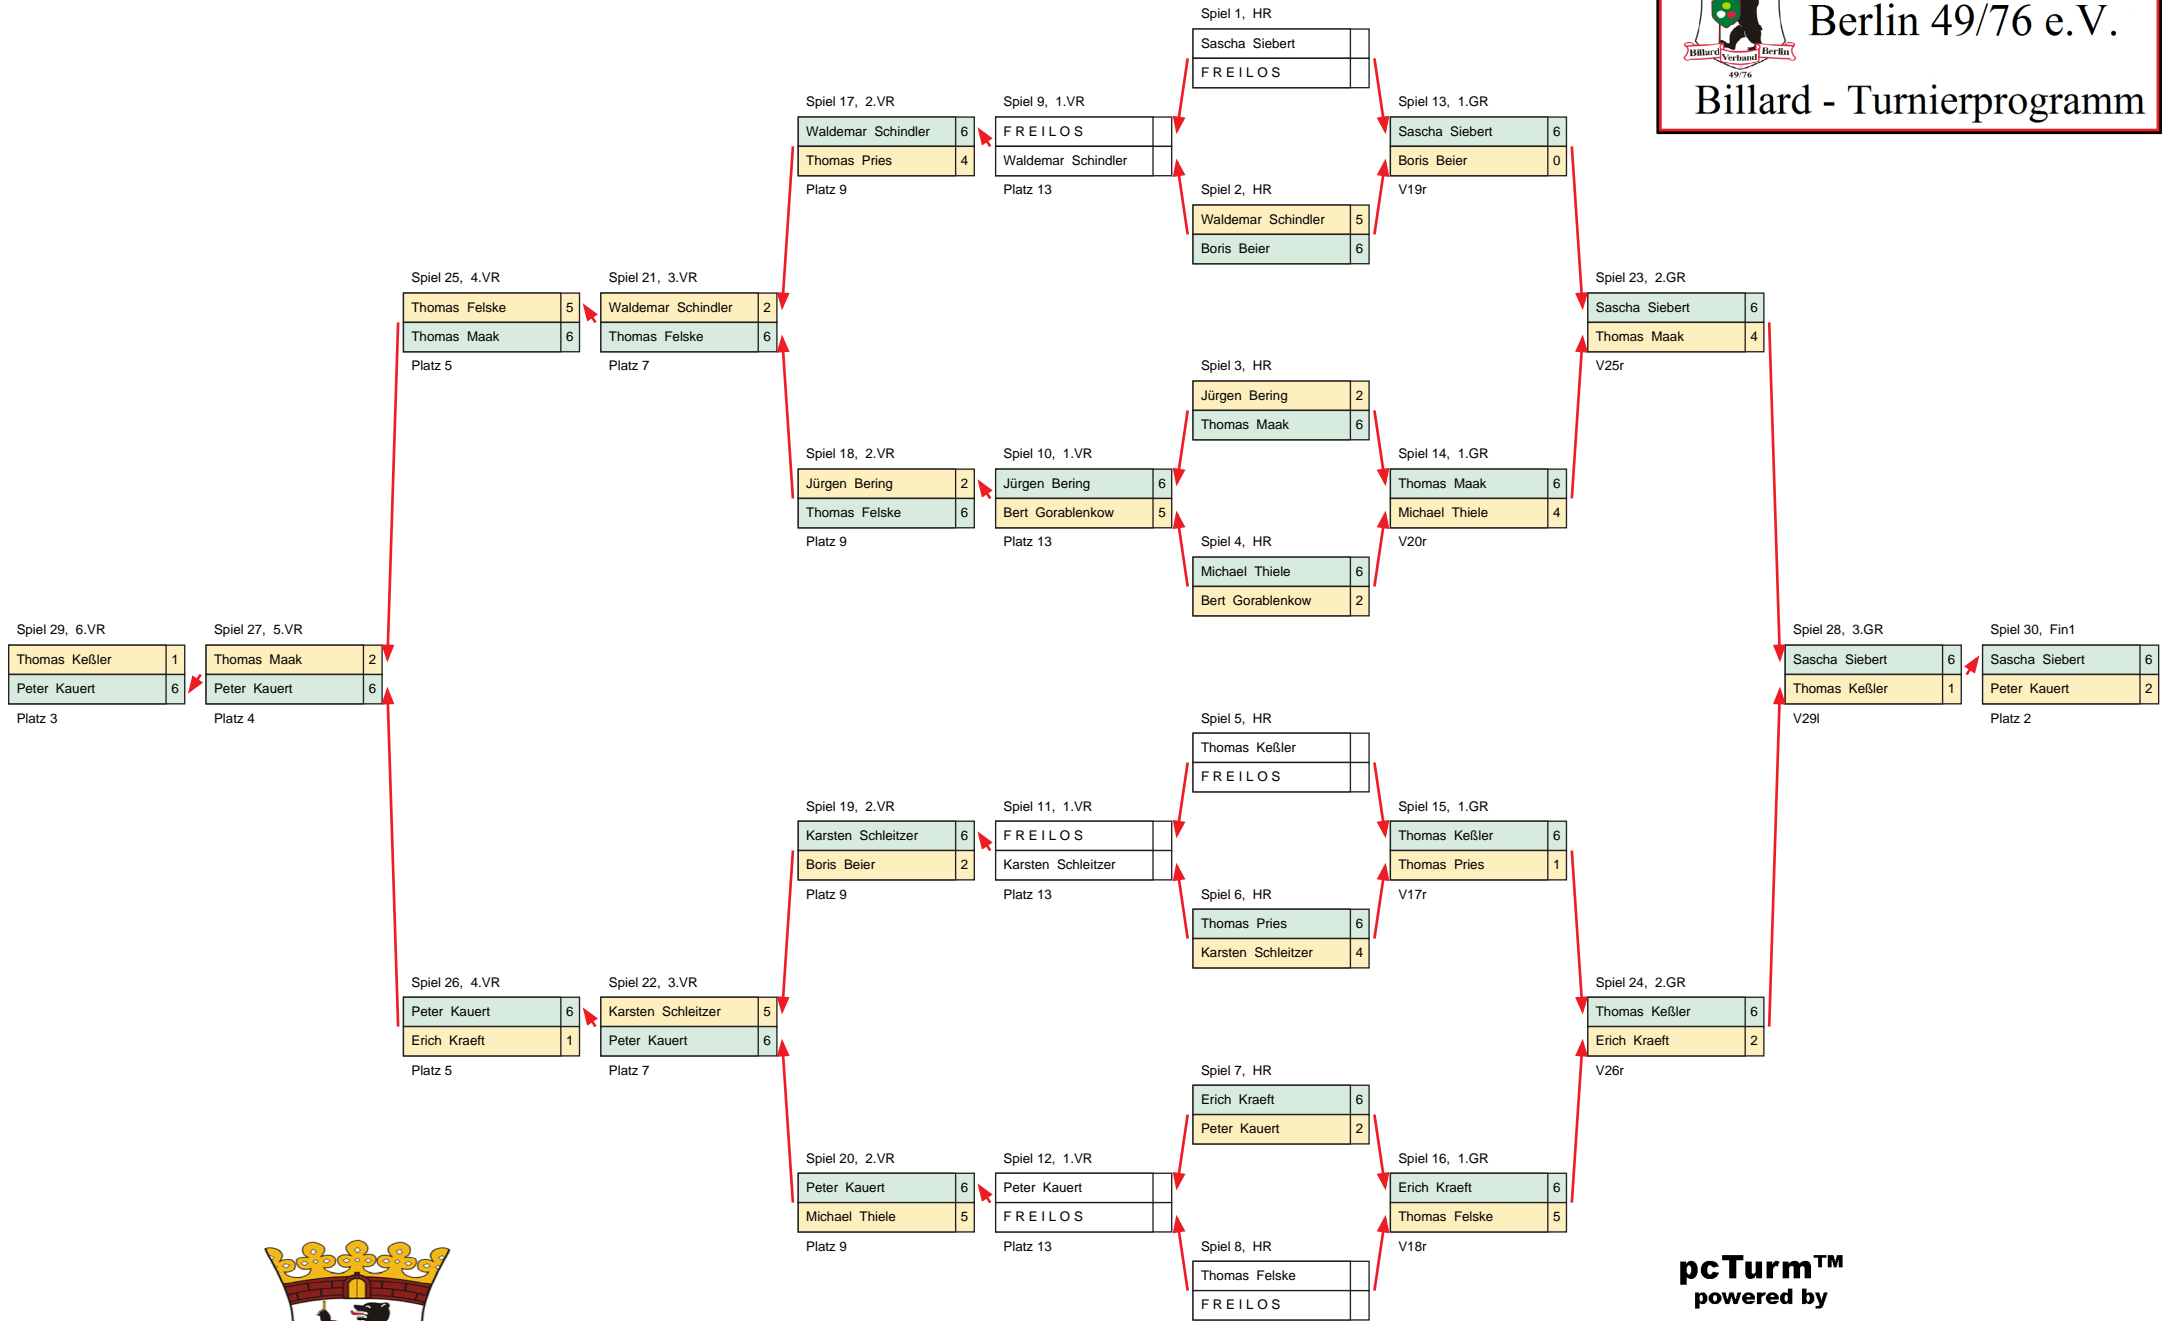 Spiel 1, HR
Sascha Siebert
FREILOS
Berlin 49/76 e.V.
Billard Verband Berlin
49/76
Billard - Turnierprogramm
Spiel 17, 2.VR
Waldemar Schindler 6
Thomas Pries 4
Platz 9
Spiel 9, 1.VR
FREILOS
Waldemar Schindler
Platz 13
Spiel 13, 1.GR
Sascha Siebert 6
Boris Beier 0
V19r
Spiel 2, HR
Waldemar Schindler 5
Boris Beier 6
Spiel 25, 4.VR
Thomas Felske 5
Thomas Maak 6
Platz 5
Spiel 21, 3.VR
Waldemar Schindler 2
Thomas Felske 6
Platz 7
Spiel 23, 2.GR
Sascha Siebert 6
Thomas Maak 4
V25r
Spiel 3, HR
Jürgen Bering 2
Thomas Maak 6
Spiel 18, 2.VR
Jürgen Bering 2
Thomas Felske 6
Platz 9
Spiel 10, 1.VR
Jürgen Bering 6
Bert Gorablenkow 5
Platz 13
Spiel 14, 1.GR
Thomas Maak 6
Michael Thiele 4
V20r
Spiel 4, HR
Michael Thiele 6
Bert Gorablenkow 2
Spiel 29, 6.VR
Thomas Keßler 1
Peter Kauert 6
Platz 3
Spiel 27, 5.VR
Thomas Maak 2
Peter Kauert 6
Platz 4
Spiel 28, 3.GR
Sascha Siebert 6
Thomas Keßler 1
V29l
Spiel 30, Fin1
Sascha Siebert 6
Peter Kauert 2
Platz 2
Spiel 5, HR
Thomas Keßler
FREILOS
Spiel 19, 2.VR
Karsten Schleitzer 6
Boris Beier 2
Platz 9
Spiel 11, 1.VR
FREILOS
Karsten Schleitzer
Platz 13
Spiel 15, 1.GR
Thomas Keßler 6
Thomas Pries 1
V17r
Spiel 6, HR
Thomas Pries 6
Karsten Schleitzer 4
Spiel 26, 4.VR
Peter Kauert 6
Erich Kraeft 1
Platz 5
Spiel 22, 3.VR
Karsten Schleitzer 5
Peter Kauert 6
Platz 7
Spiel 24, 2.GR
Thomas Keßler 6
Erich Kraeft 2
V26r
Spiel 7, HR
Erich Kraeft 6
Peter Kauert 2
Spiel 20, 2.VR
Peter Kauert 6
Michael Thiele 5
Platz 9
Spiel 12, 1.VR
Peter Kauert
FREILOS
Platz 13
Spiel 16, 1.GR
Erich Kraeft 6
Thomas Felske 5
V18r
Spiel 8, HR
Thomas Felske
FREILOS
pcTurm™
powered by